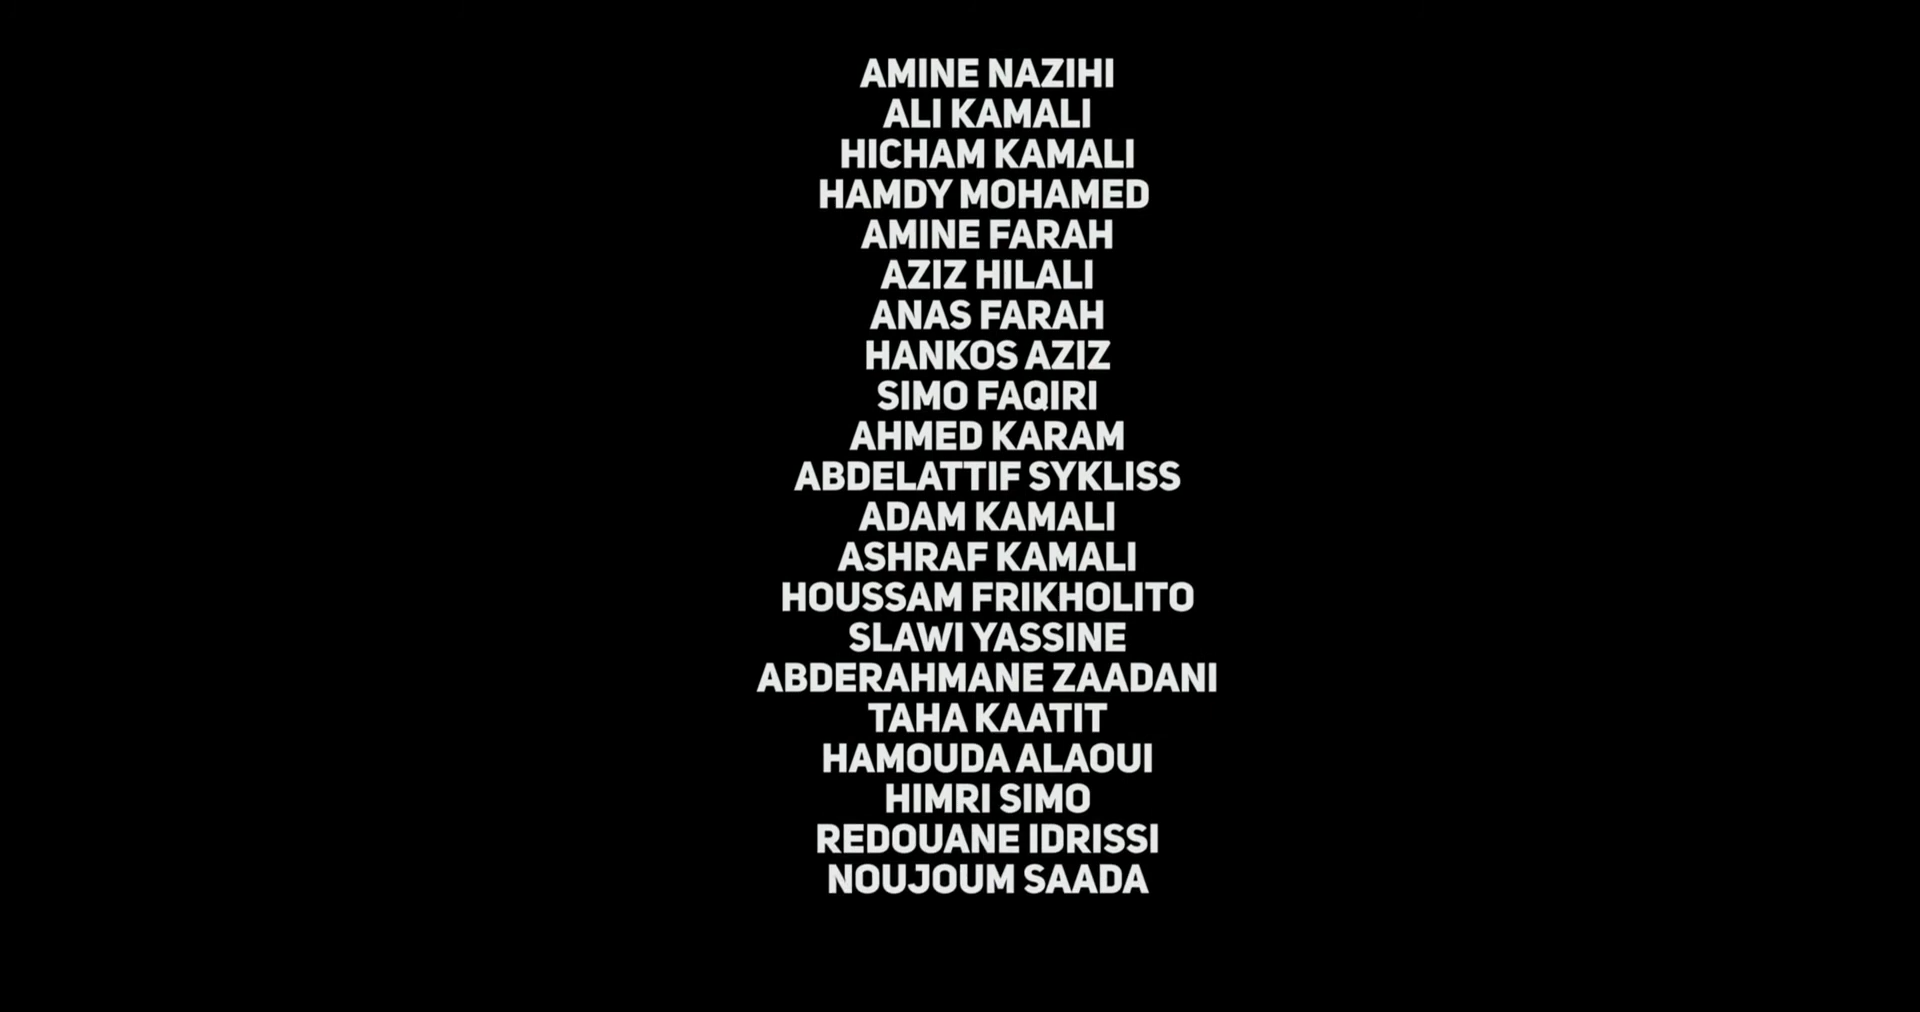 AMINE NAZIHI
ALI KAMALI
HICHAM KAMALI
HAMDY MOHAMED
AMINE FARAH
AZIZ HILALI
ANAS FARAH
HANKOS AZIZ
SIMO FAQIRI
AHMED KARAM
ABDELATTIF SYKLISS
ADAM KAMALI
ASHRAF KAMALI
HOUSSAM FRIKHOLITO
SLAWI YASSINE
ABDERAHMANE ZAADANI
TAHA KAATIT
HAMOUDA ALAOUI
HIMRI SIMO
REDOUANE IDRISSI
NOUJOUM SAADA